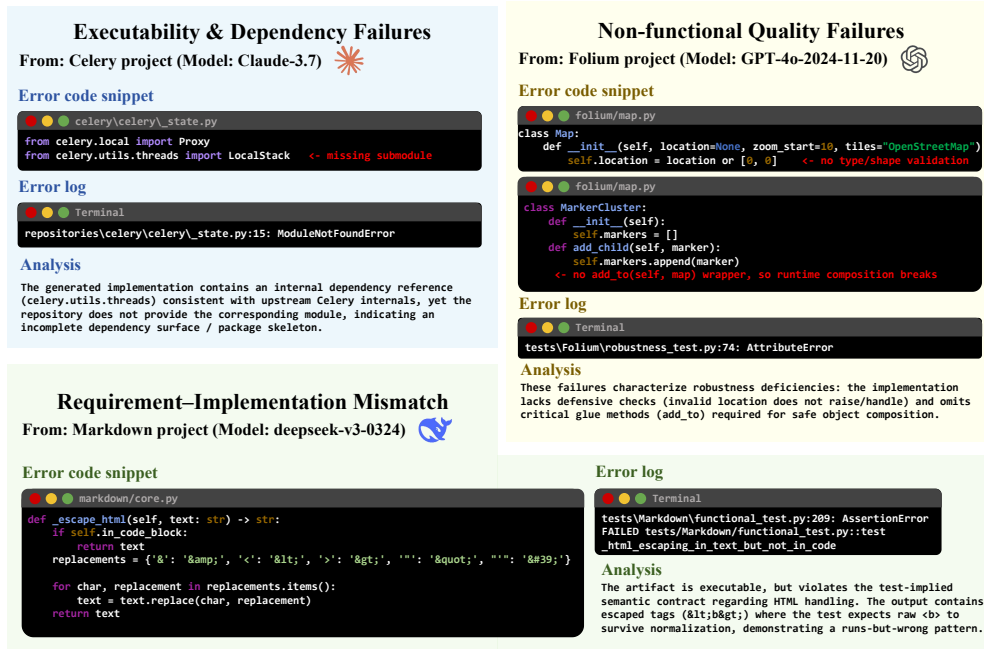 Executability & Dependency Failures
From: Celery project (Model: Claude-3.7)
Error code snippet
celery\celery\_state.py
from celery.local import Proxy
from celery.utils.threads import LocalStack   <- missing submodule
Error log
Terminal
repositories\celery\celery\_state.py:15: ModuleNotFoundError
Analysis
The generated implementation contains an internal dependency reference
(celery.utils.threads) consistent with upstream Celery internals, yet the
repository does not provide the corresponding module, indicating an
incomplete dependency surface / package skeleton.
Non-functional Quality Failures
From: Folium project (Model: GPT-4o-2024-11-20)
Error code snippet
folium/map.py
class Map:
    def __init__(self, location=None, zoom_start=10, tiles="OpenStreetMap")
        self.location = location or [0, 0]    <- no type/shape validation
folium/map.py
class MarkerCluster:
    def __init__(self):
        self.markers = []
    def add_child(self, marker):
        self.markers.append(marker)
     <- no add_to(self, map) wrapper, so runtime composition breaks
Error log
Terminal
tests\Folium\robustness_test.py:74: AttributeError
Analysis
These failures characterize robustness deficiencies: the implementation
lacks defensive checks (invalid location does not raise/handle) and omits
critical glue methods (add_to) required for safe object composition.
Requirement–Implementation Mismatch
From: Markdown project (Model: deepseek-v3-0324)
Error code snippet
markdown/core.py
def _escape_html(self, text: str) -> str:
    if self.in_code_block:
        return text
    replacements = {'&': '&amp;', '<': '&lt;', '>': '&gt;', '"': '&quot;', "'": '&#39;'}
    for char, replacement in replacements.items():
        text = text.replace(char, replacement)
    return text
Error log
Terminal
tests\Markdown\functional_test.py:209: AssertionError
FAILED tests/Markdown/functional_test.py::test
_html_escaping_in_text_but_not_in_code
Analysis
The artifact is executable, but violates the test-implied
semantic contract regarding HTML handling. The output contains
escaped tags (&lt;b&gt;) where the test expects raw <b> to
survive normalization, demonstrating a runs-but-wrong pattern.